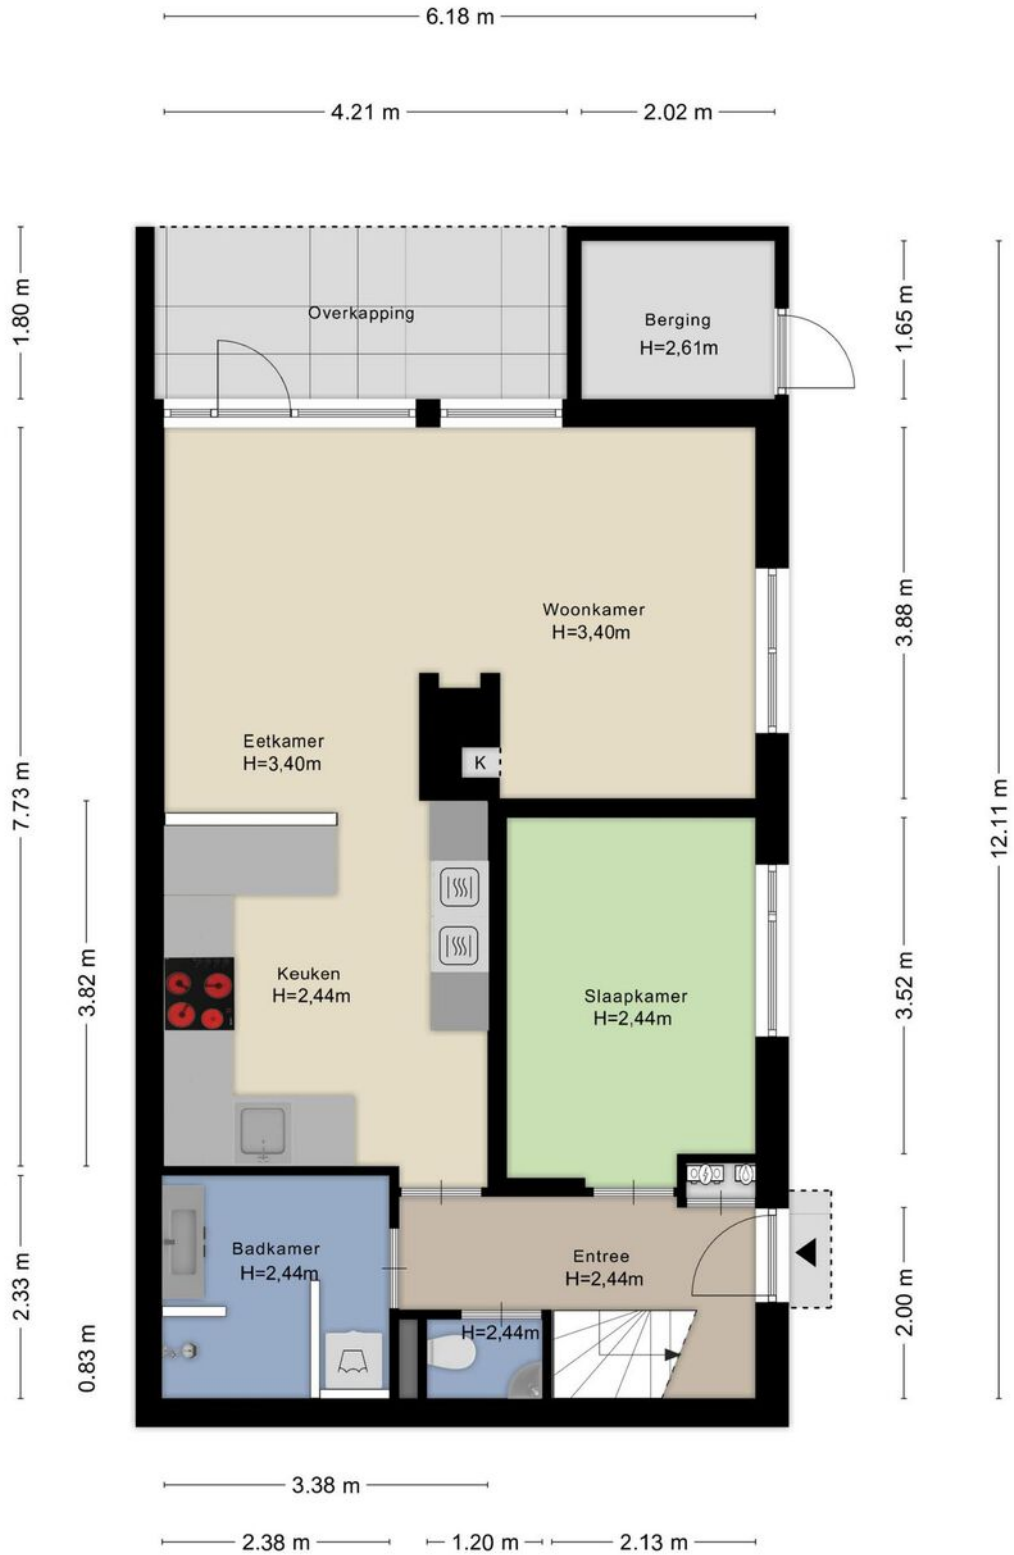 6.18 m
4.21 m
2.02 m
1.80 m
1.65 m
Overkapping
Berging
H=2,61m
Woonkamer
H=3,40m
3.88 m
Eetkamer
H=3,40m
K
7.73 m
12.11 m
3.82 m
Keuken
H=2,44m
Slaapkamer
H=2,44m
3.52 m
Badkamer
H=2,44m
Entree
H=2,44m
2.33 m
2.00 m
H=2,44m
0.83 m
3.38 m
2.38 m
1.20 m
2.13 m